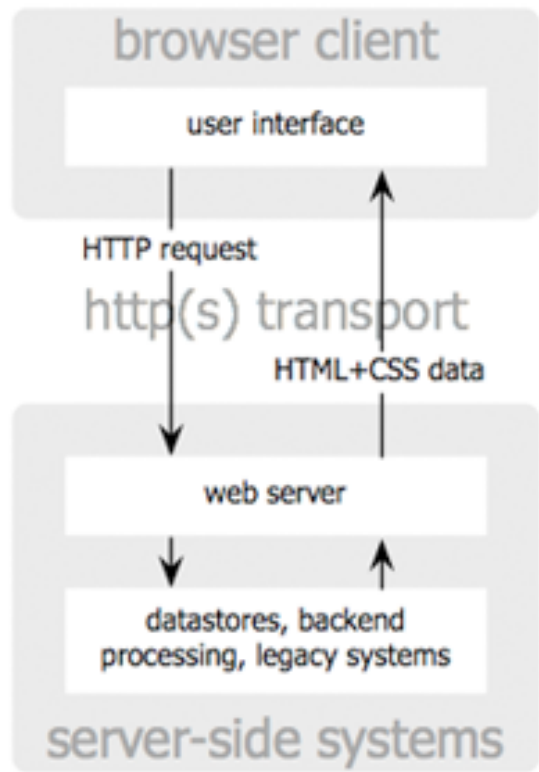 browser client
user interface
HTTP request
http(s) transport
HTML+CSS data
web server
datastores, backend
processing, legacy systems
server-side systems